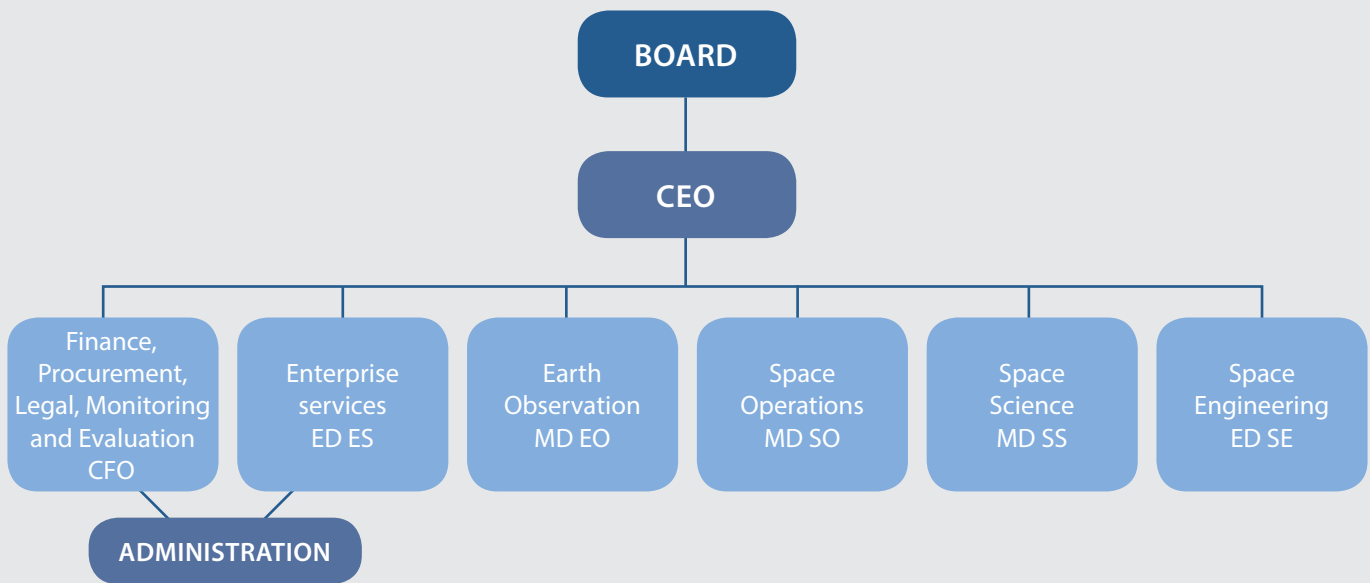 BOARD
CEO
Finance,
Procurement,
Legal, Monitoring
and Evaluation
CFO
Enterprise
services
ED ES
Earth
Observation
MD EO
Space
Operations
MD SO
Space
Science
MD SS
Space
Engineering
ED SE
ADMINISTRATION